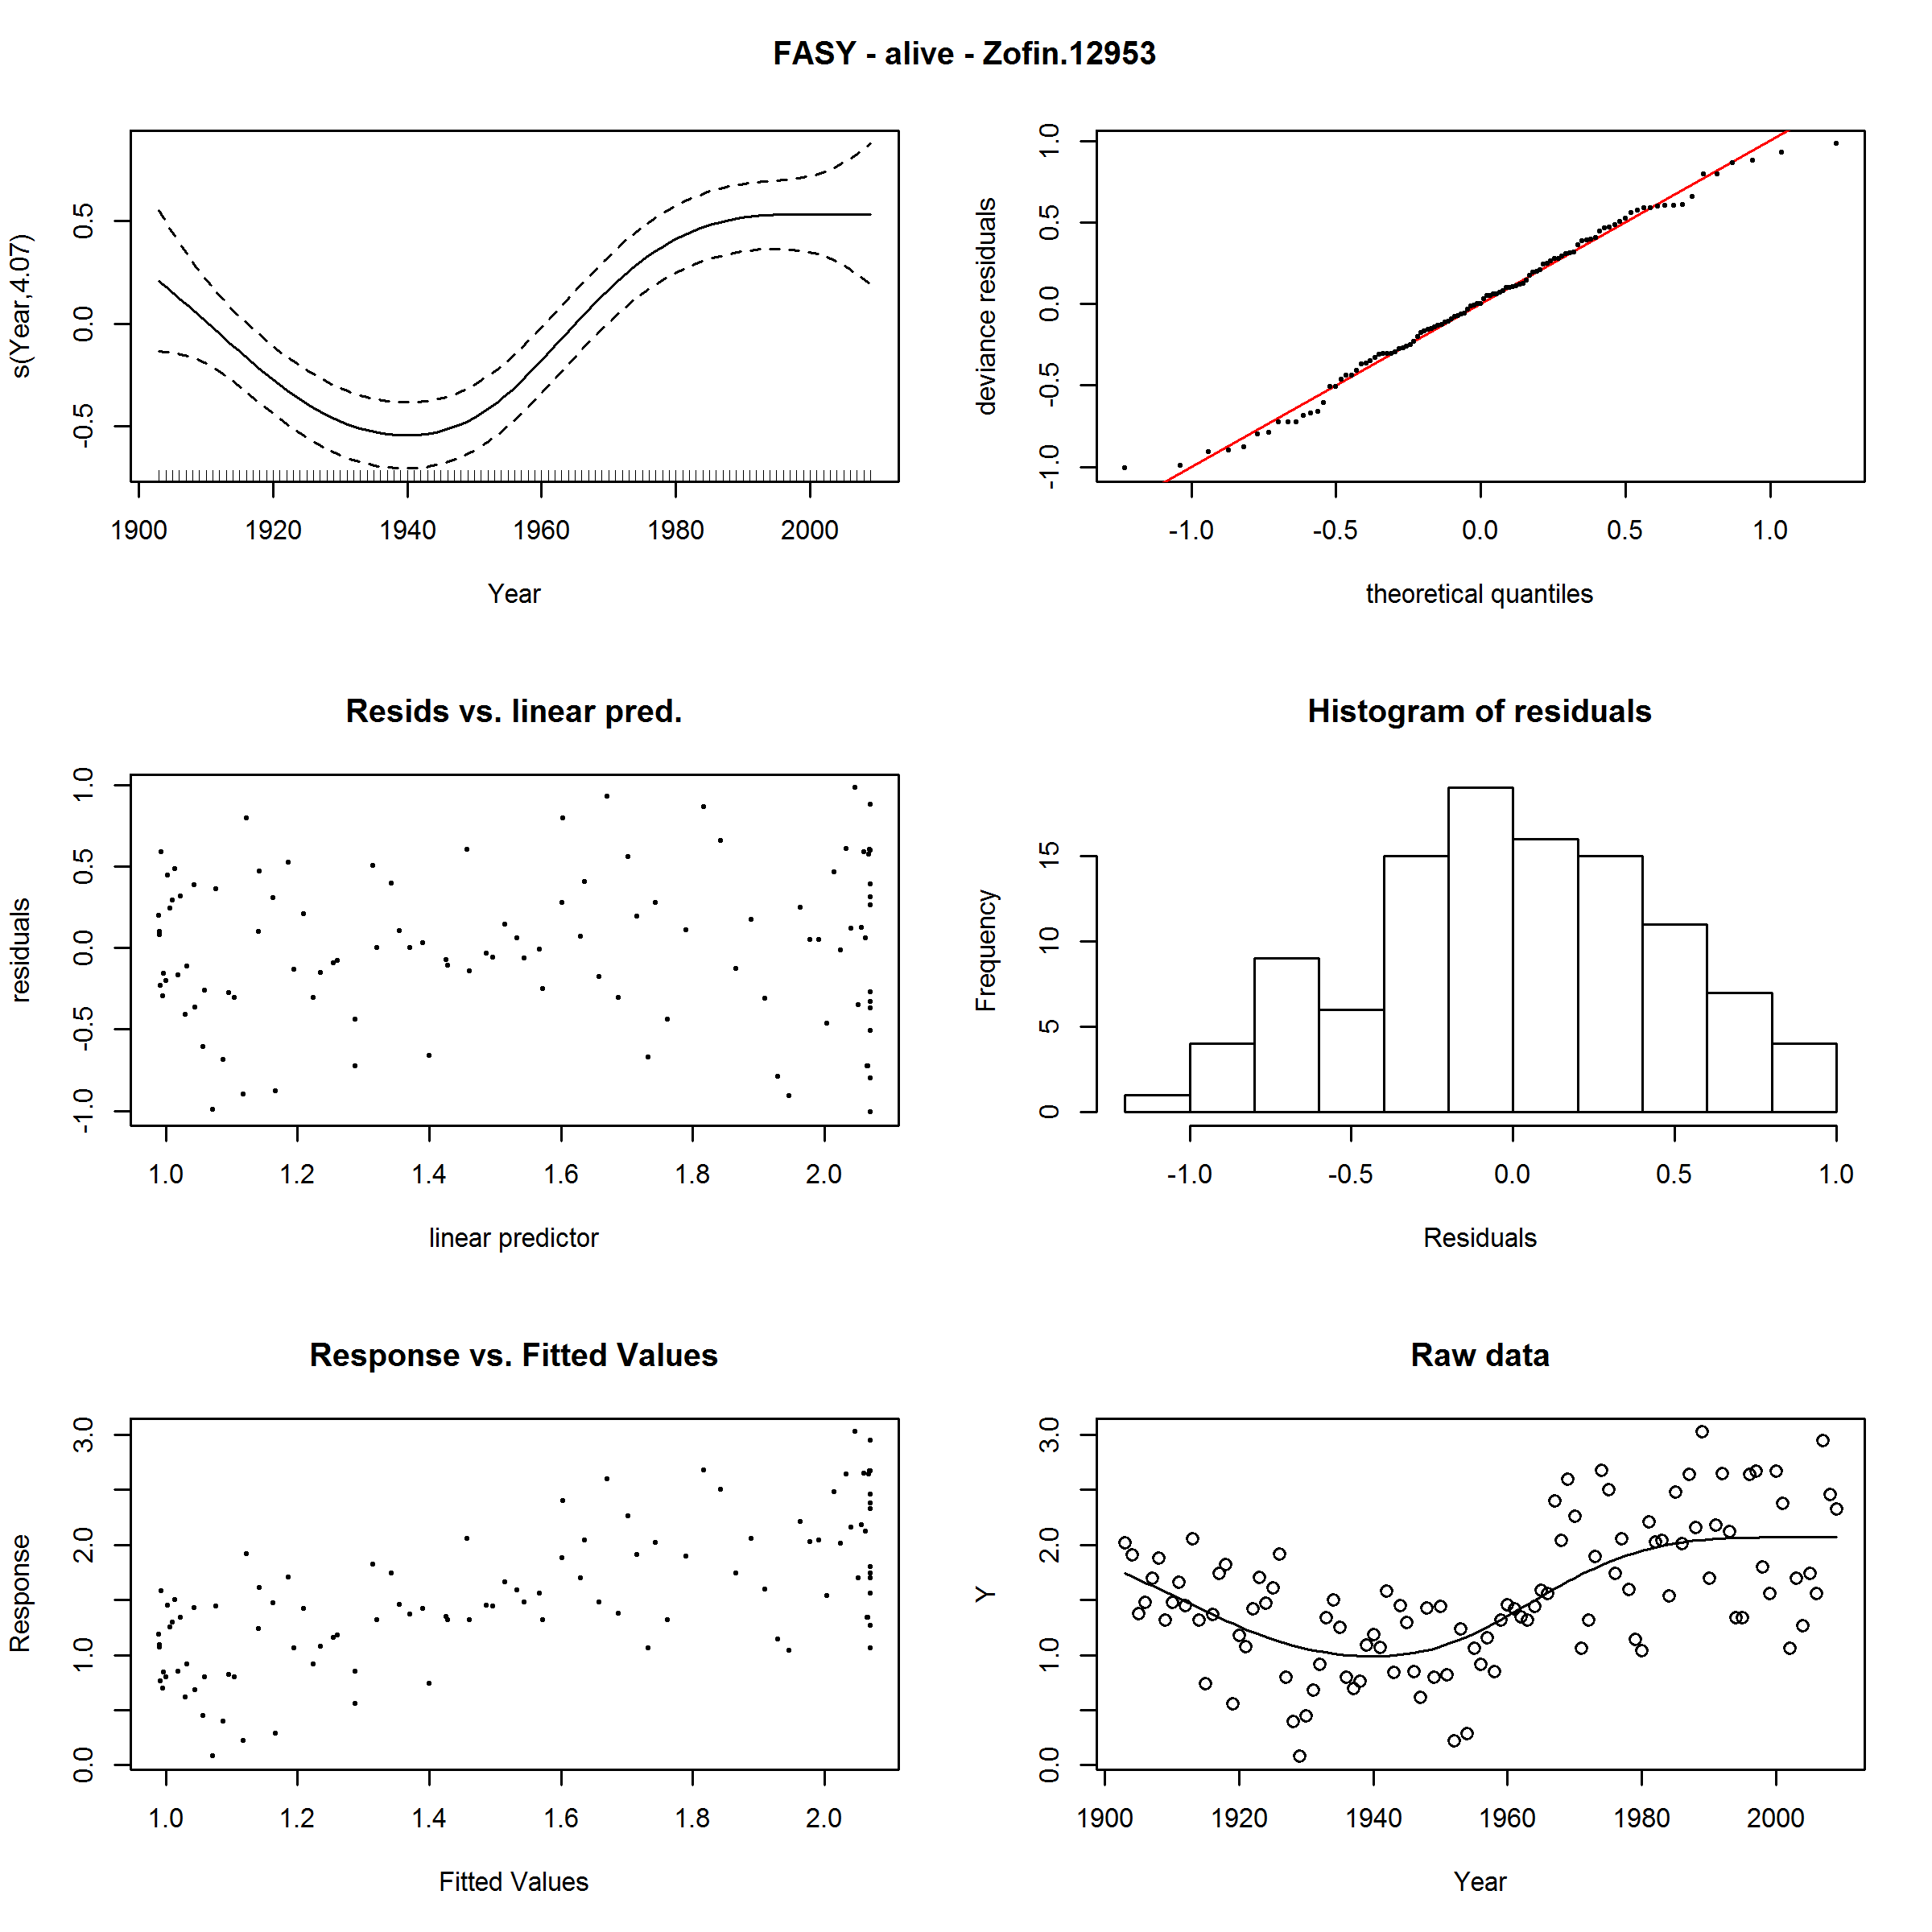 FASY - alive - Zofin.12953
s(Year,4.07)
-0.5 0.0 0.5
1900 1920 1940 1960 1980 2000
Year
deviance residuals
-1.0 -0.5 0.0 0.5 1.0
-1.0 -0.5 0.0 0.5 1.0
theoretical quantiles
Resids vs. linear pred.
residuals
-1.0 -0.5 0.0 0.5 1.0
1.0 1.2 1.4 1.6 1.8 2.0
linear predictor
Histogram of residuals
Frequency
0 5 10 15
-1.0 -0.5 0.0 0.5 1.0
Residuals
Response vs. Fitted Values
Response
0.0 1.0 2.0 3.0
1.0 1.2 1.4 1.6 1.8 2.0
Fitted Values
Raw data
Y
0.0 1.0 2.0 3.0
1900 1920 1940 1960 1980 2000
Year